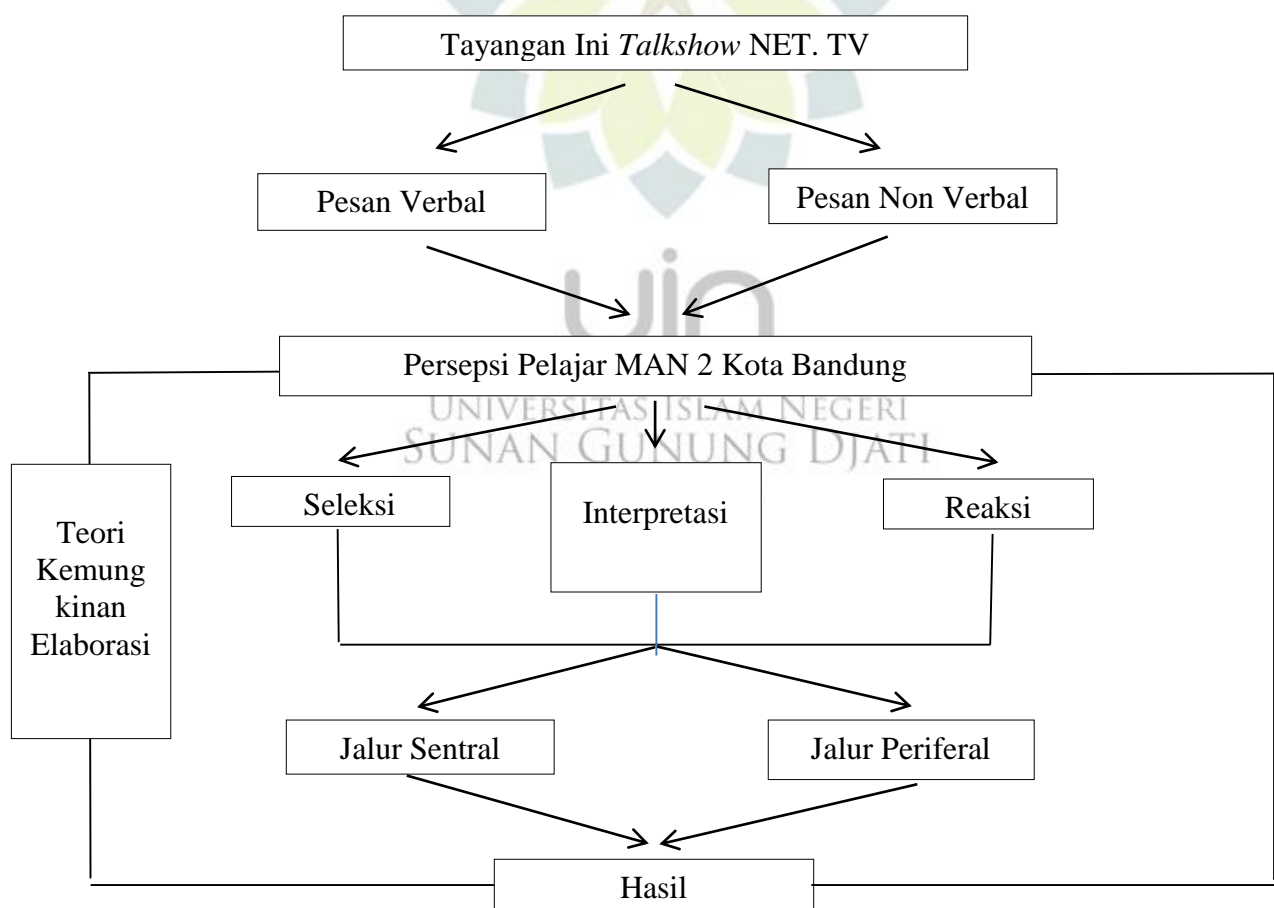 Tayangan Ini Talkshow NET. TV
Pesan Verbal
Pesan Non Verbal
uin
Persepsi Pelajar MAN 2 Kota Bandung
UNIVERSITAS ISLAM NEGERI
SUNAN GUNUNG DJATI
Seleksi
Interpretasi
Reaksi
Teori
Kemung
kinan
Elaborasi
Jalur Sentral
Jalur Periferal
Hasil